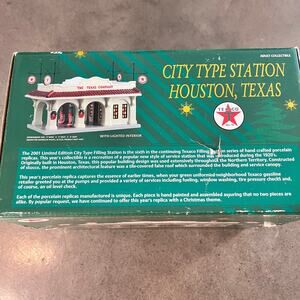 ADULT COLLECTIBLE
CITY TYPE STATION
HOUSTON, TEXAS
THE TEXAS COMPANY
WITH LIGHTED INTERIOR
TEXACO
T
The 2001 Limited Edition City Type Filling Station is the sixth in the continuing Texaco Filling Station series of hand crafted porcelain
replicas. This year's collectible is a recreation of a popular new style of service station that was introduced during the 1920's.
Originally built in Houston, Texas, this popular building design was used extensively throughout the Northern Territory. Constructed
of stucco, the prominent architectural feature was a tiled false roof which surrounded the building and service canopy.
This year's porcelain replica captures the essence of earlier times, when your green uniformed neighborhood Texaco gasoline
retailer greeted you at the pumps and provided a variety of services including fueling, window washing, tire pressure checks and,
of course, an oil level check.
Each of the porcelain replicas manufactured is unique. Each piece is hand painted and assembled assuring that no two pieces are
alike. By popular request, we have continued to offer this year's replica with a Christmas theme.